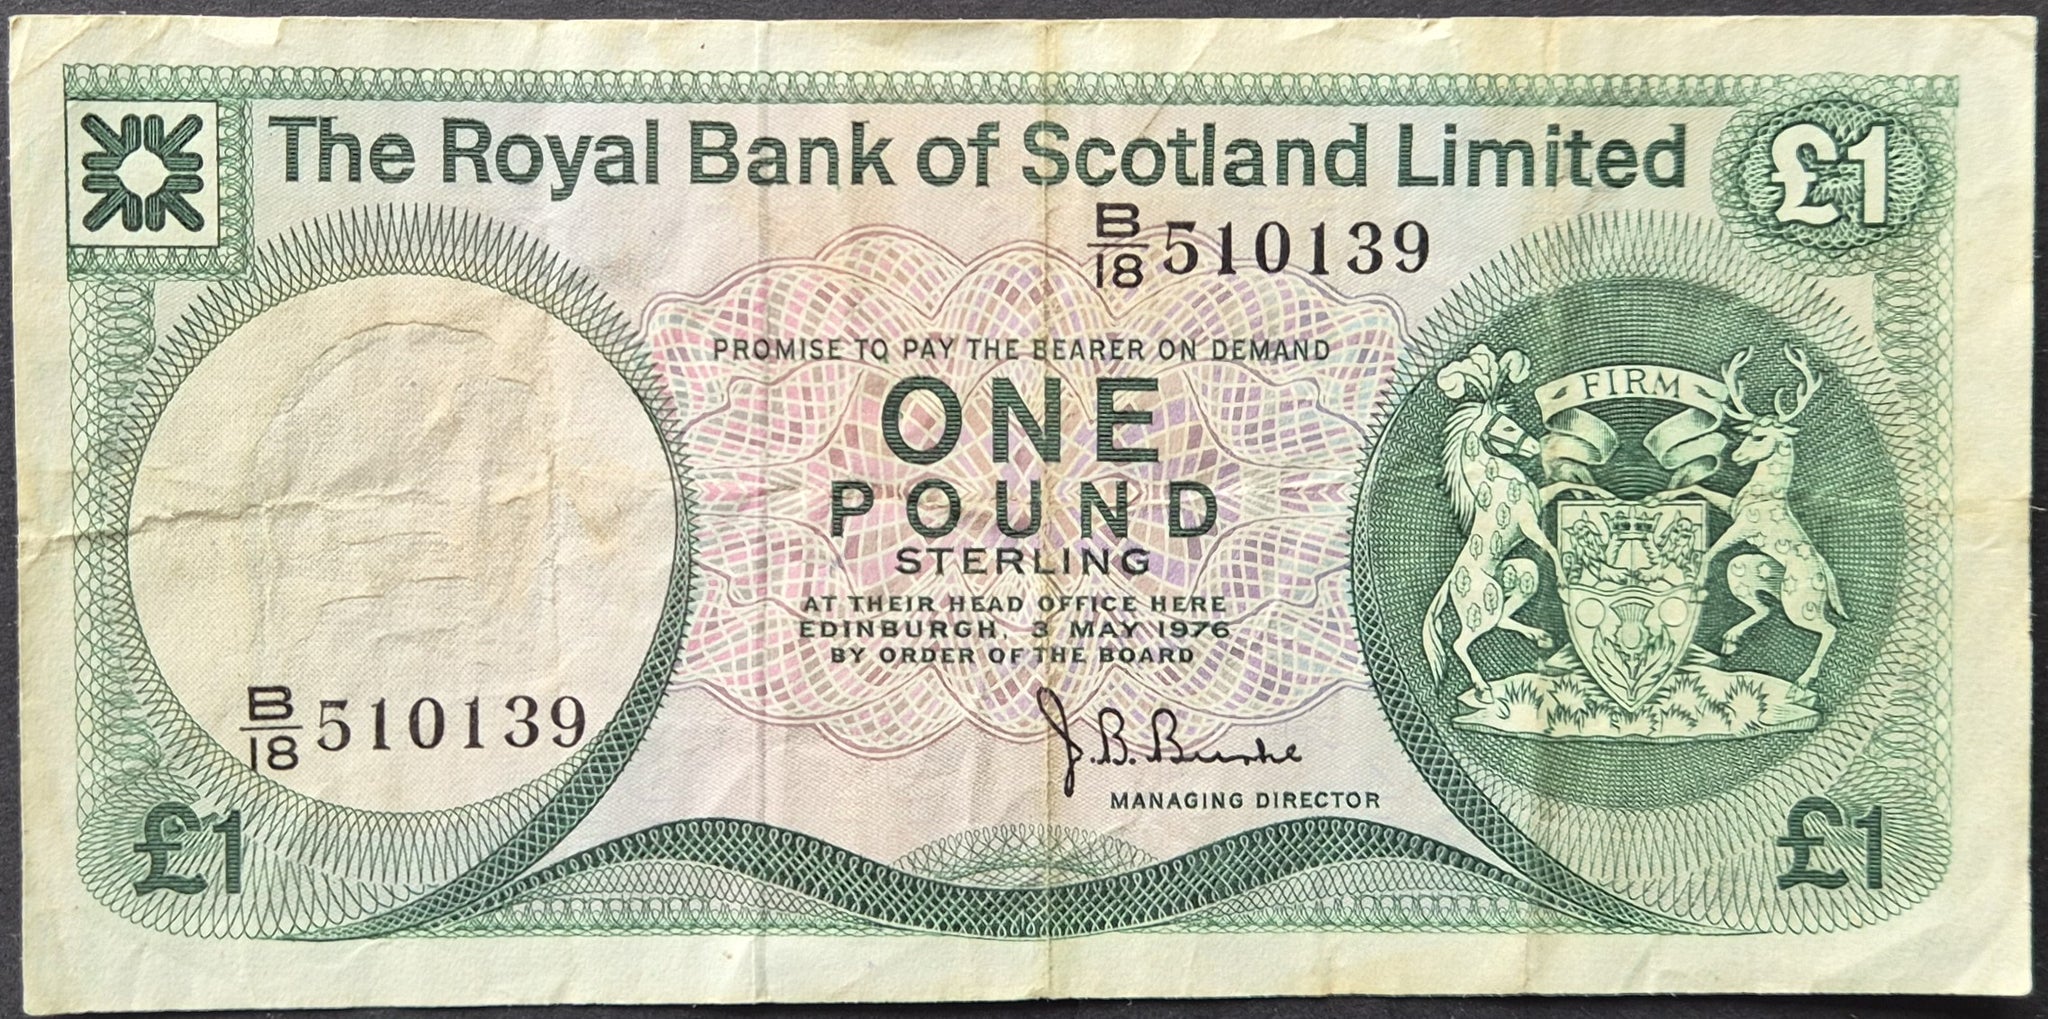 The Royal Bank of Scotland Limited
£1
B/18 510139
FIRM
PROMISE TO PAY THE BEARER ON DEMAND
ONE
POUND
STERLING
AT THEIR HEAD OFFICE HERE
EDINBURGH, 3 MAY 1976
BY ORDER OF THE BOARD
B/18 510139
J. B. Burke
MANAGING DIRECTOR
£1
£1